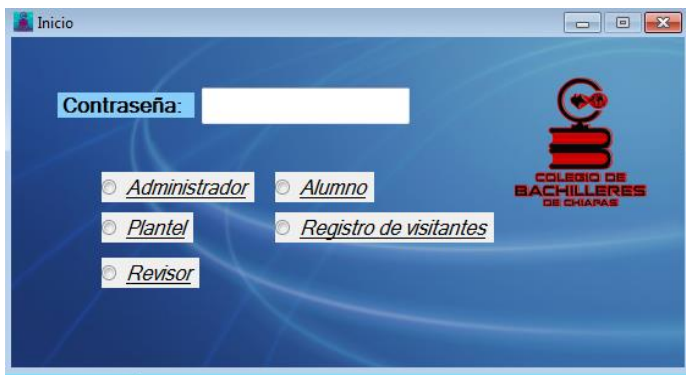 Inicio
Contraseña:
COLEGIO DE
BACHILLERES
DE CHIAPAS
Administrador
Alumno
Plantel
Registro de visitantes
Revisor